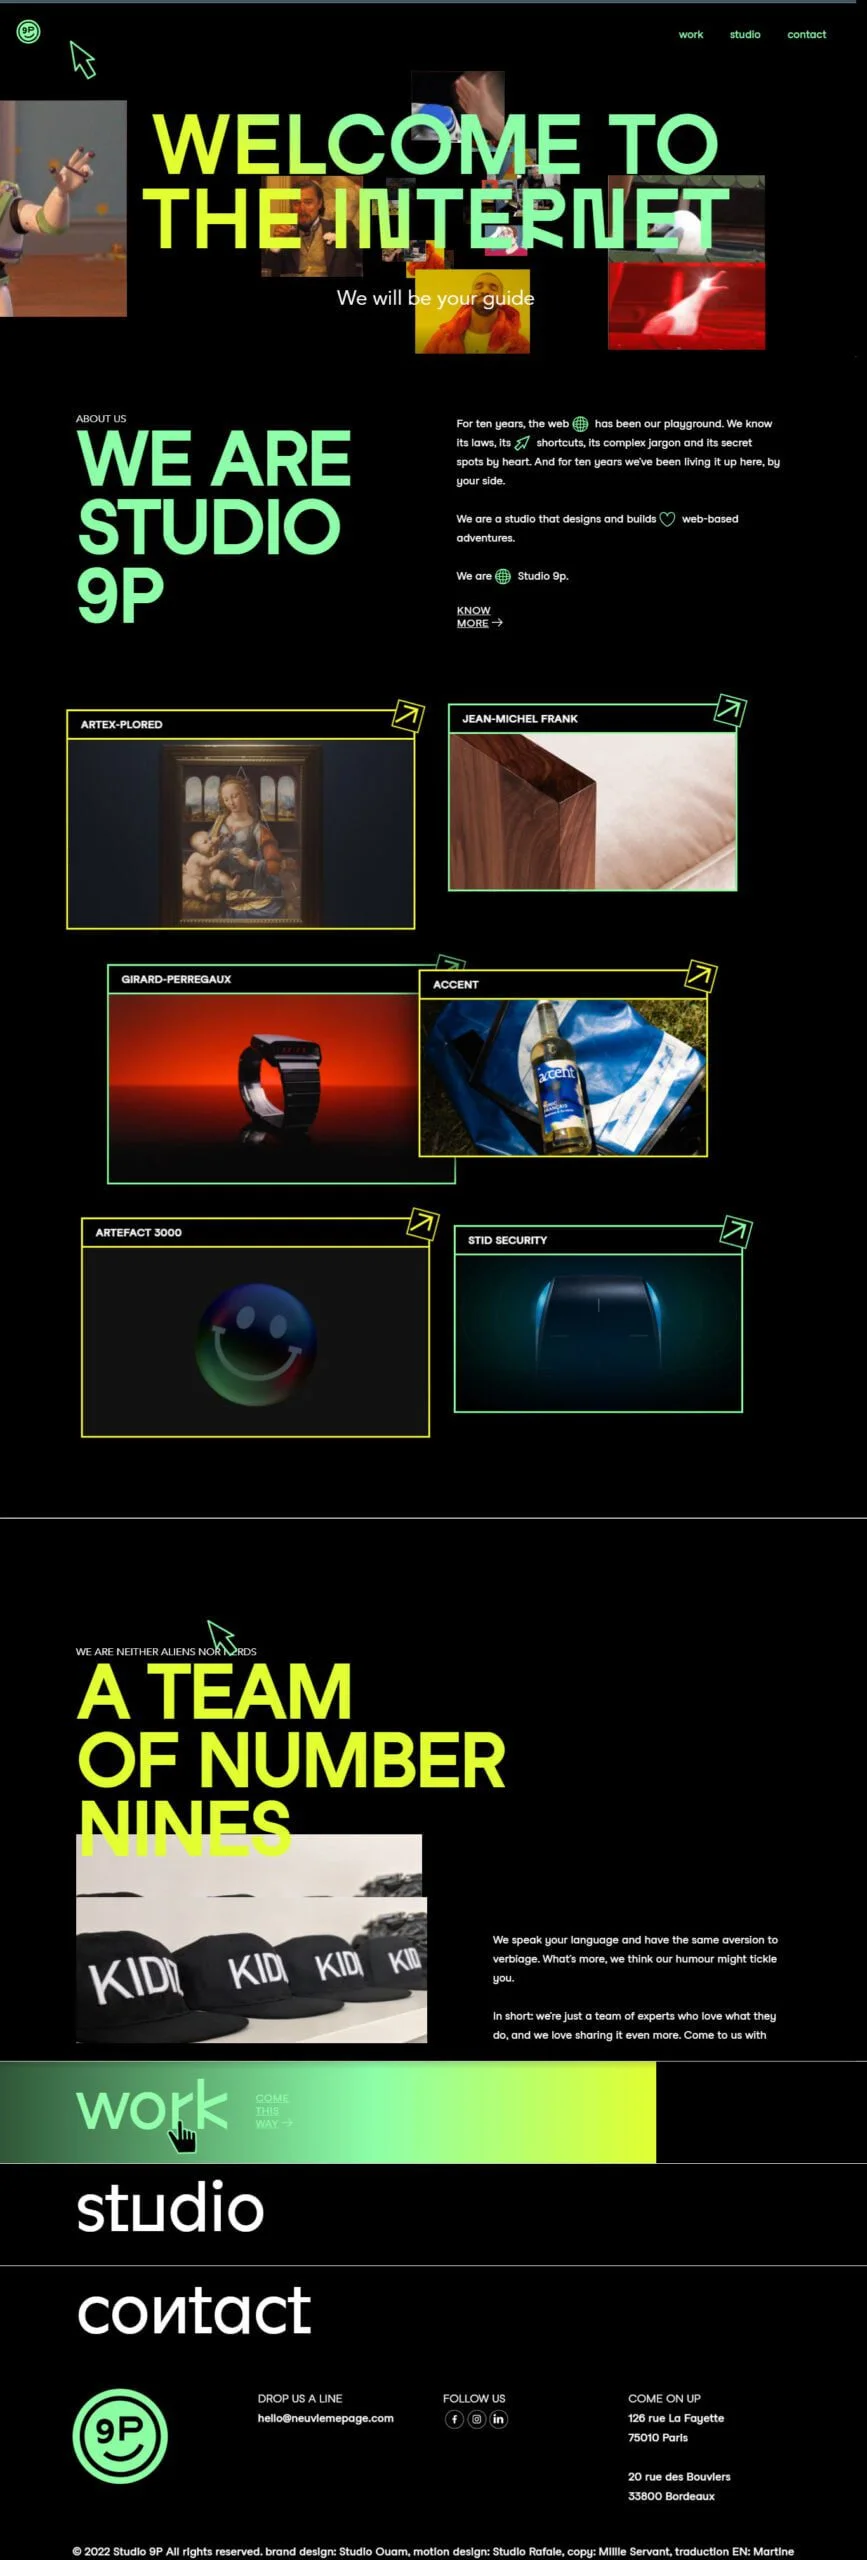 9P
work studio contact
WELCOME TO
THE INTERNET
We will be your guide
ABOUT US
WE ARE
STUDIO
9P
For ten years, the web has been our playground. We know
its laws, its shortcuts, its complex jargon and its secret
spots by heart. And for ten years we've been living it up here, by
your side.
We are a studio that designs and builds web-based
adventures.
We are Studio 9p.
KNOW
MORE →
ARTEX-PLORED
JEAN-MICHEL FRANK
GIRARD-PERREGAUX
ACCENT
accent
ARTEFACT 3000
STID SECURITY
WE ARE NEITHER ALIENS NOR NERDS
A TEAM
OF NUMBER
NINES
KIDD KID KID KID
We speak your language and have the same aversion to
verbiage. What's more, we think our humour might tickle
you.
In short: we're just a team of experts who love what they
do, and we love sharing it even more. Come to us with
work
COME
THIS
WAY →
studio
contact
9P
DROP US A LINE
hello@neuviemepage.com
FOLLOW US
f in
COME ON UP
126 rue La Fayette
75010 Paris
20 rue des Bouviers
33800 Bordeaux
© 2022 Studio 9P All rights reserved. brand design: Studio Ouam, motion design: Studio Rafale, copy: Millie Servant, traduction EN: Martine